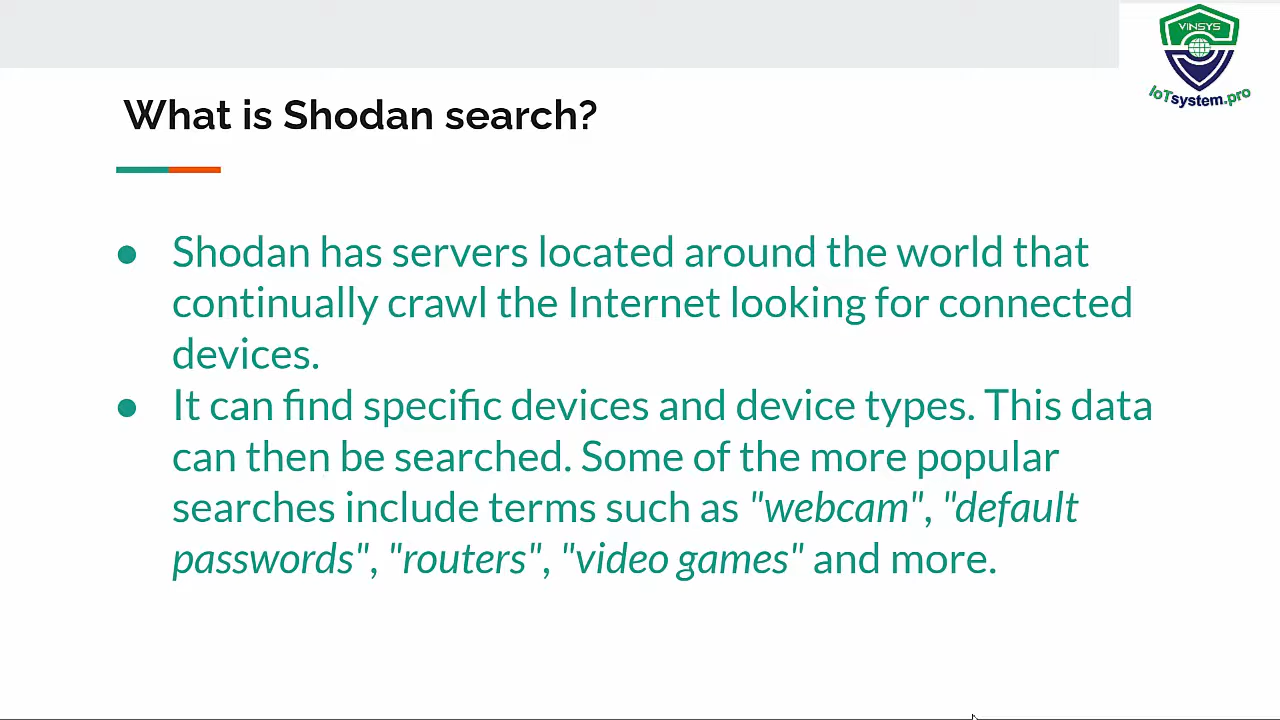 VINSYS
IoTsystem.pro
What is Shodan search?
● Shodan has servers located around the world that
continually crawl the Internet looking for connected
devices.
● It can find specific devices and device types. This data
can then be searched. Some of the more popular
searches include terms such as "webcam", "default
passwords", "routers", "video games" and more.